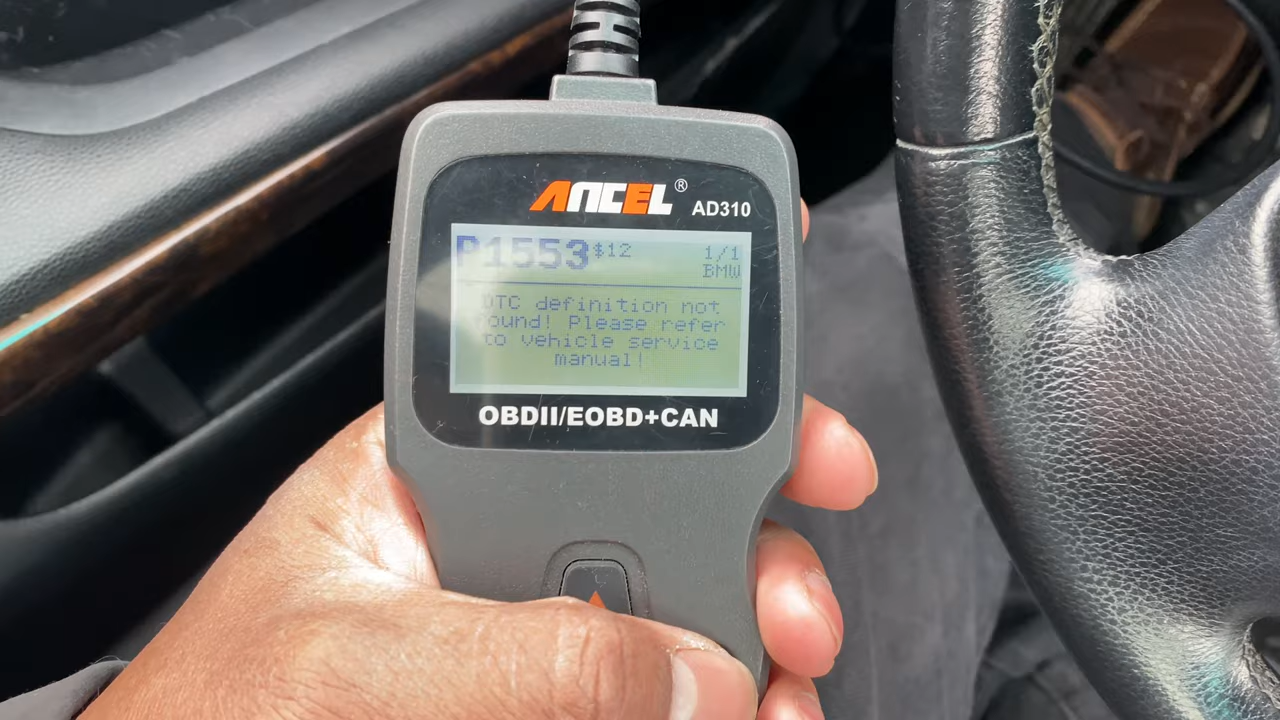 ANCEL®
AD310
P1553 $12 1/1
BMW
DTC definition not
found! Please refer
to vehicle service
manual!
OBDII/EOBD+CAN